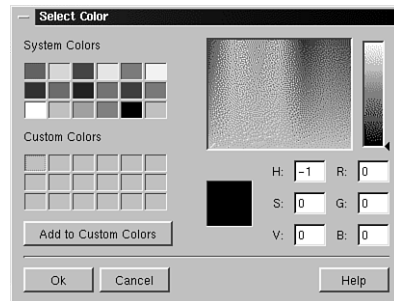 Select Color
System Colors
Custom Colors
H: -1 R: 0
S: 0 G: 0
V: 0 B: 0
Add to Custom Colors
Ok Cancel Help